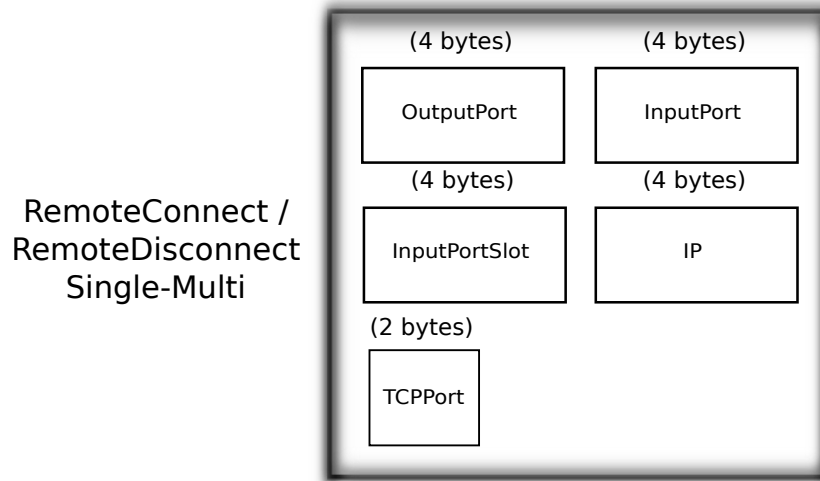 (4 bytes) (4 bytes)
OutputPort InputPort
(4 bytes) (4 bytes)
RemoteConnect /
RemoteDisconnect
Single-Multi
InputPortSlot IP
(2 bytes)
TCPPort